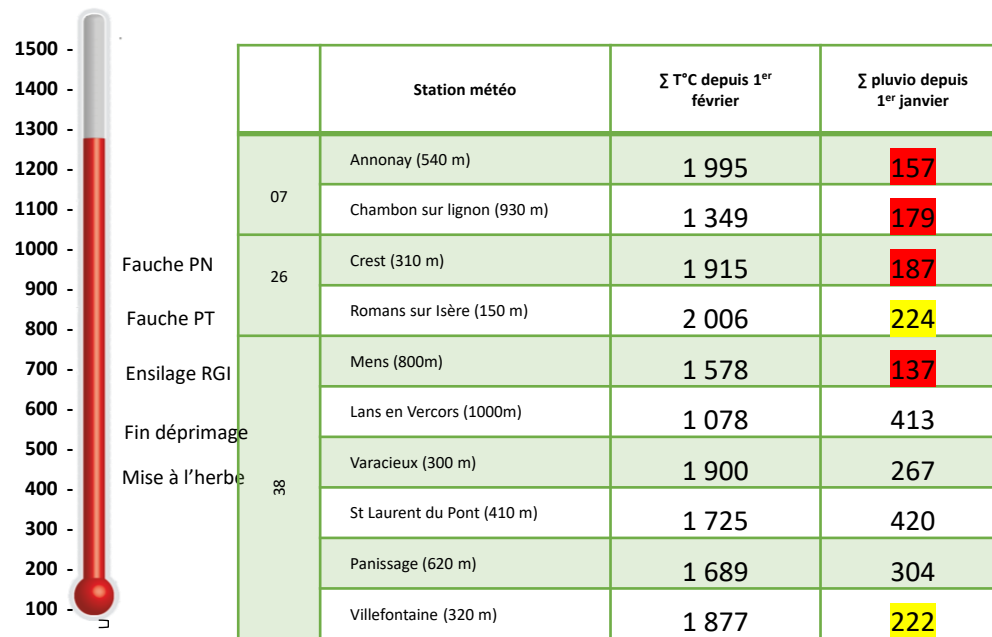 1500 -
1400 -
1300 -
1200 -
1100 -
1000 -
900 -
800 -
700 -
600 -
500 -
400 -
300 -
200 -
100 -
Fauche PN
Fauche PT
Ensilage RGI
Fin déprimage
Mise à l'herbe
Station météo
∑ T°C depuis 1er
février
∑ pluvio depuis
1er janvier
07
Annonay (540 m) 1 995 157
Chambon sur lignon (930 m) 1 349 179
26
Crest (310 m) 1 915 187
Romans sur Isère (150 m) 2 006 224
38
Mens (800m) 1 578 137
Lans en Vercors (1000m) 1 078 413
Varacieux (300 m) 1 900 267
St Laurent du Pont (410 m) 1 725 420
Panissage (620 m) 1 689 304
Villefontaine (320 m) 1 877 222